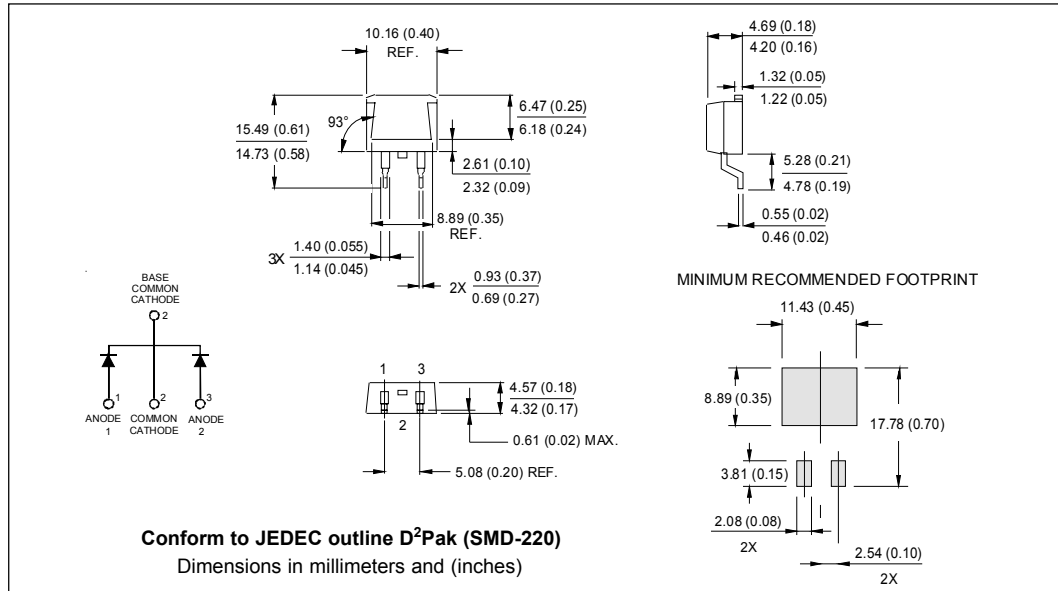 10.16 (0.40)
REF.
15.49 (0.61)
14.73 (0.58)
93°
6.47 (0.25)
6.18 (0.24)
2.61 (0.10)
2.32 (0.09)
8.89 (0.35)
REF.
3X
1.40 (0.055)
1.14 (0.045)
2X
0.93 (0.37)
0.69 (0.27)
4.69 (0.18)
4.20 (0.16)
1.32 (0.05)
1.22 (0.05)
5.28 (0.21)
4.78 (0.19)
0.55 (0.02)
0.46 (0.02)
BASE
COMMON
CATHODE
2
1
2
3
ANODE
1
COMMON
CATHODE
ANODE
2
1
3
2
4.57 (0.18)
4.32 (0.17)
0.61 (0.02) MAX.
5.08 (0.20) REF.
MINIMUM RECOMMENDED FOOTPRINT
11.43 (0.45)
8.89 (0.35)
17.78 (0.70)
3.81 (0.15)
2.08 (0.08)
2X
2.54 (0.10)
2X
Conform to JEDEC outline D²Pak (SMD-220)
Dimensions in millimeters and (inches)